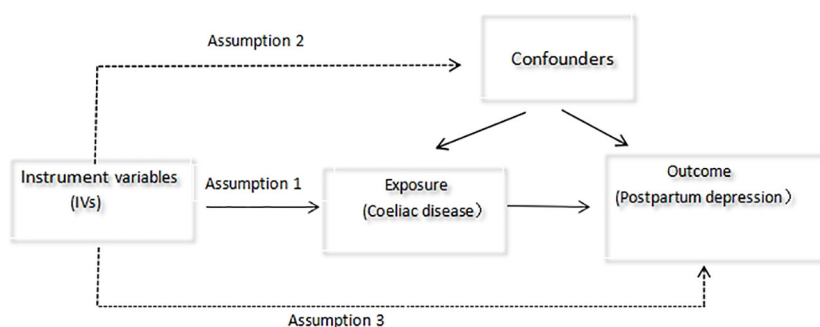 Assumption 2
Confounders
Instrument variables
(IVs)
Assumption 1
Exposure
(Coeliac disease）
Outcome
(Postpartum depression）
Assumption 3